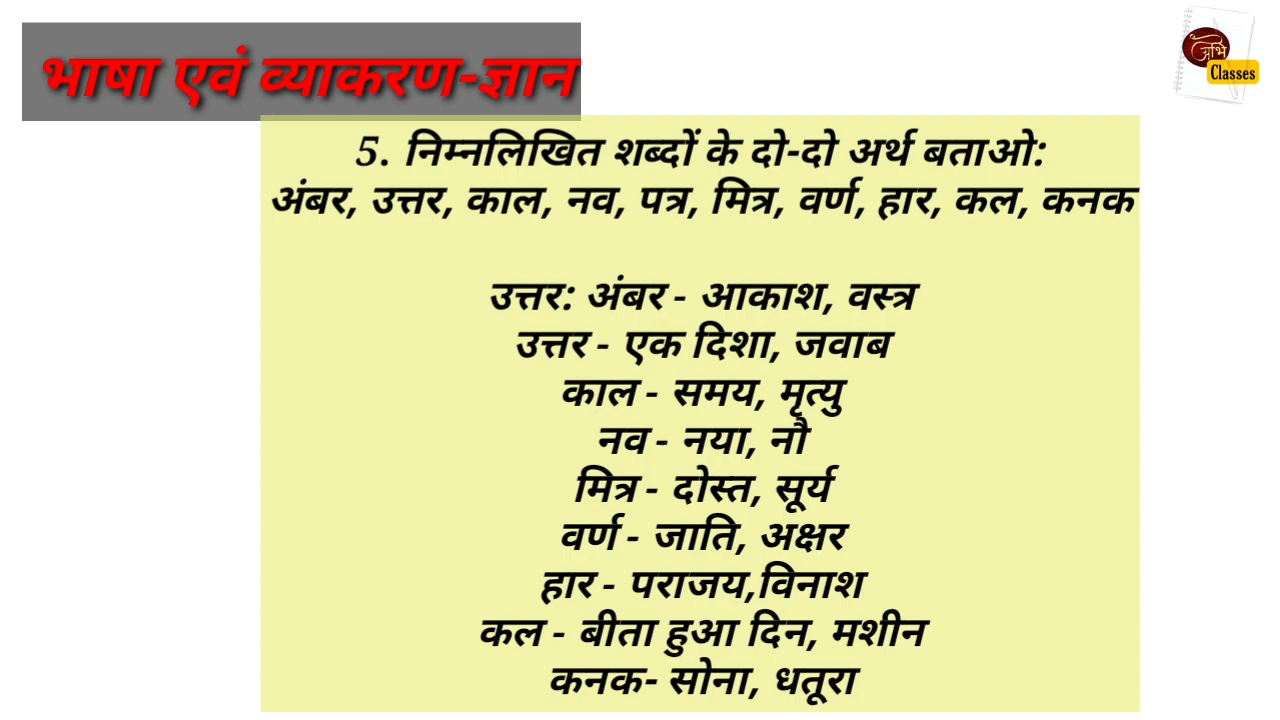 भाषा एवं व्याकरण-ज्ञान
अभि
Classes
5. निम्नलिखित शब्दों के दो-दो अर्थ बताओ:
अंबर, उत्तर, काल, नव, पत्र, मित्र, वर्ण, हार, कल, कनक
उत्तर: अंबर - आकाश, वस्त्र
उत्तर - एक दिशा, जवाब
काल - समय, मृत्यु
नव - नया, नौ
मित्र - दोस्त, सूर्य
वर्ण - जाति, अक्षर
हार - पराजय,विनाश
कल - बीता हुआ दिन, मशीन
कनक- सोना, धतूरा